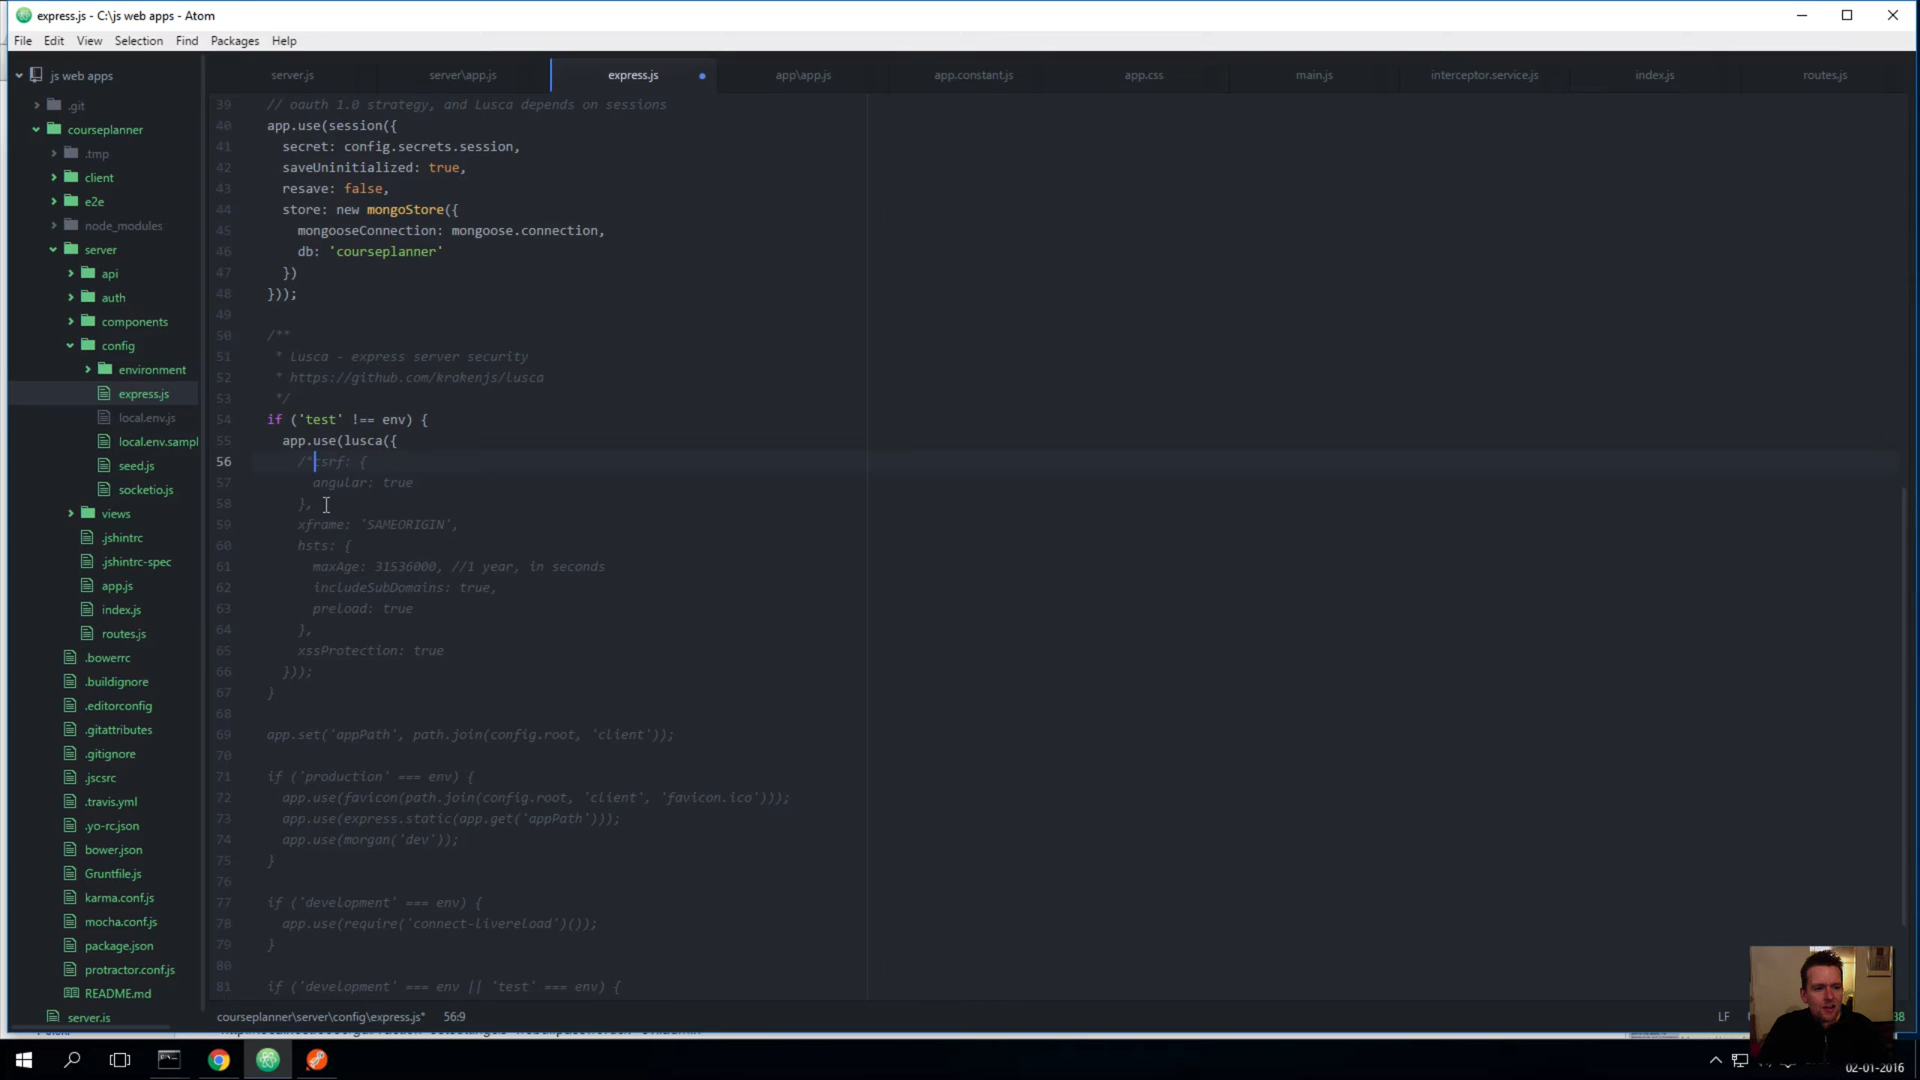 express.js - C:\js web apps - Atom
File Edit View Selection Find Packages Help
js web apps
.git
courseplanner
.tmp
client
e2e
node_modules
server
api
auth
components
config
environment
express.js
local.env.js
local.env.sampl
seed.js
socketio.js
views
.jshintrc
.jshintrc-spec
app.js
index.js
routes.js
.bowerrc
.buildignore
.editorconfig
.gitattributes
.gitignore
.jscsrc
.travis.yml
.yo-rc.json
bower.json
Gruntfile.js
karma.conf.js
mocha.conf.js
package.json
protractor.conf.js
README.md
server.js
server.js server\app.js express.js app\app.js app.constant.js app.css main.js interceptor.service.js index.js routes.js
39 // oauth 1.0 strategy, and Lusca depends on sessions
40 app.use(session({
41 secret: config.secrets.session,
42 saveUninitialized: true,
43 resave: false,
44 store: new mongoStore({
45 mongooseConnection: mongoose.connection,
46 db: 'courseplanner'
47 })
48 }));
49
50 /**
51 * Lusca - express server security
52 * https://github.com/krakenjs/lusca
53 */
54 if ('test' !== env) {
55 app.use(lusca({
56 /*csrf: {
57 angular: true
58 },
59 xframe: 'SAMEORIGIN',
60 hsts: {
61 maxAge: 31536000, //1 year, in seconds
62 includeSubDomains: true,
63 preload: true
64 },
65 xssProtection: true
66 }));
67 }
68
69 app.set('appPath', path.join(config.root, 'client'));
70
71 if ('production' === env) {
72 app.use(favicon(path.join(config.root, 'client', 'favicon.ico')));
73 app.use(express.static(app.get('appPath')));
74 app.use(morgan('dev'));
75 }
76
77 if ('development' === env) {
78 app.use(require('connect-livereload')());
79 }
80
81 if ('development' === env || 'test' === env) {
courseplanner\server\config\express.js* 56:9 LF
02-01-2016